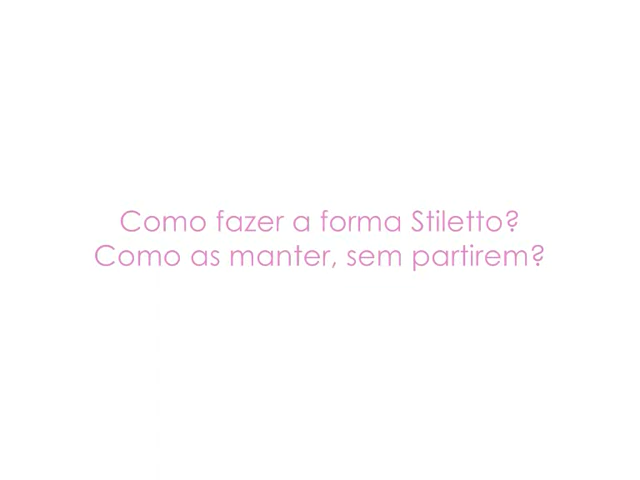 Como fazer a forma Stiletto?
Como as manter, sem partirem?